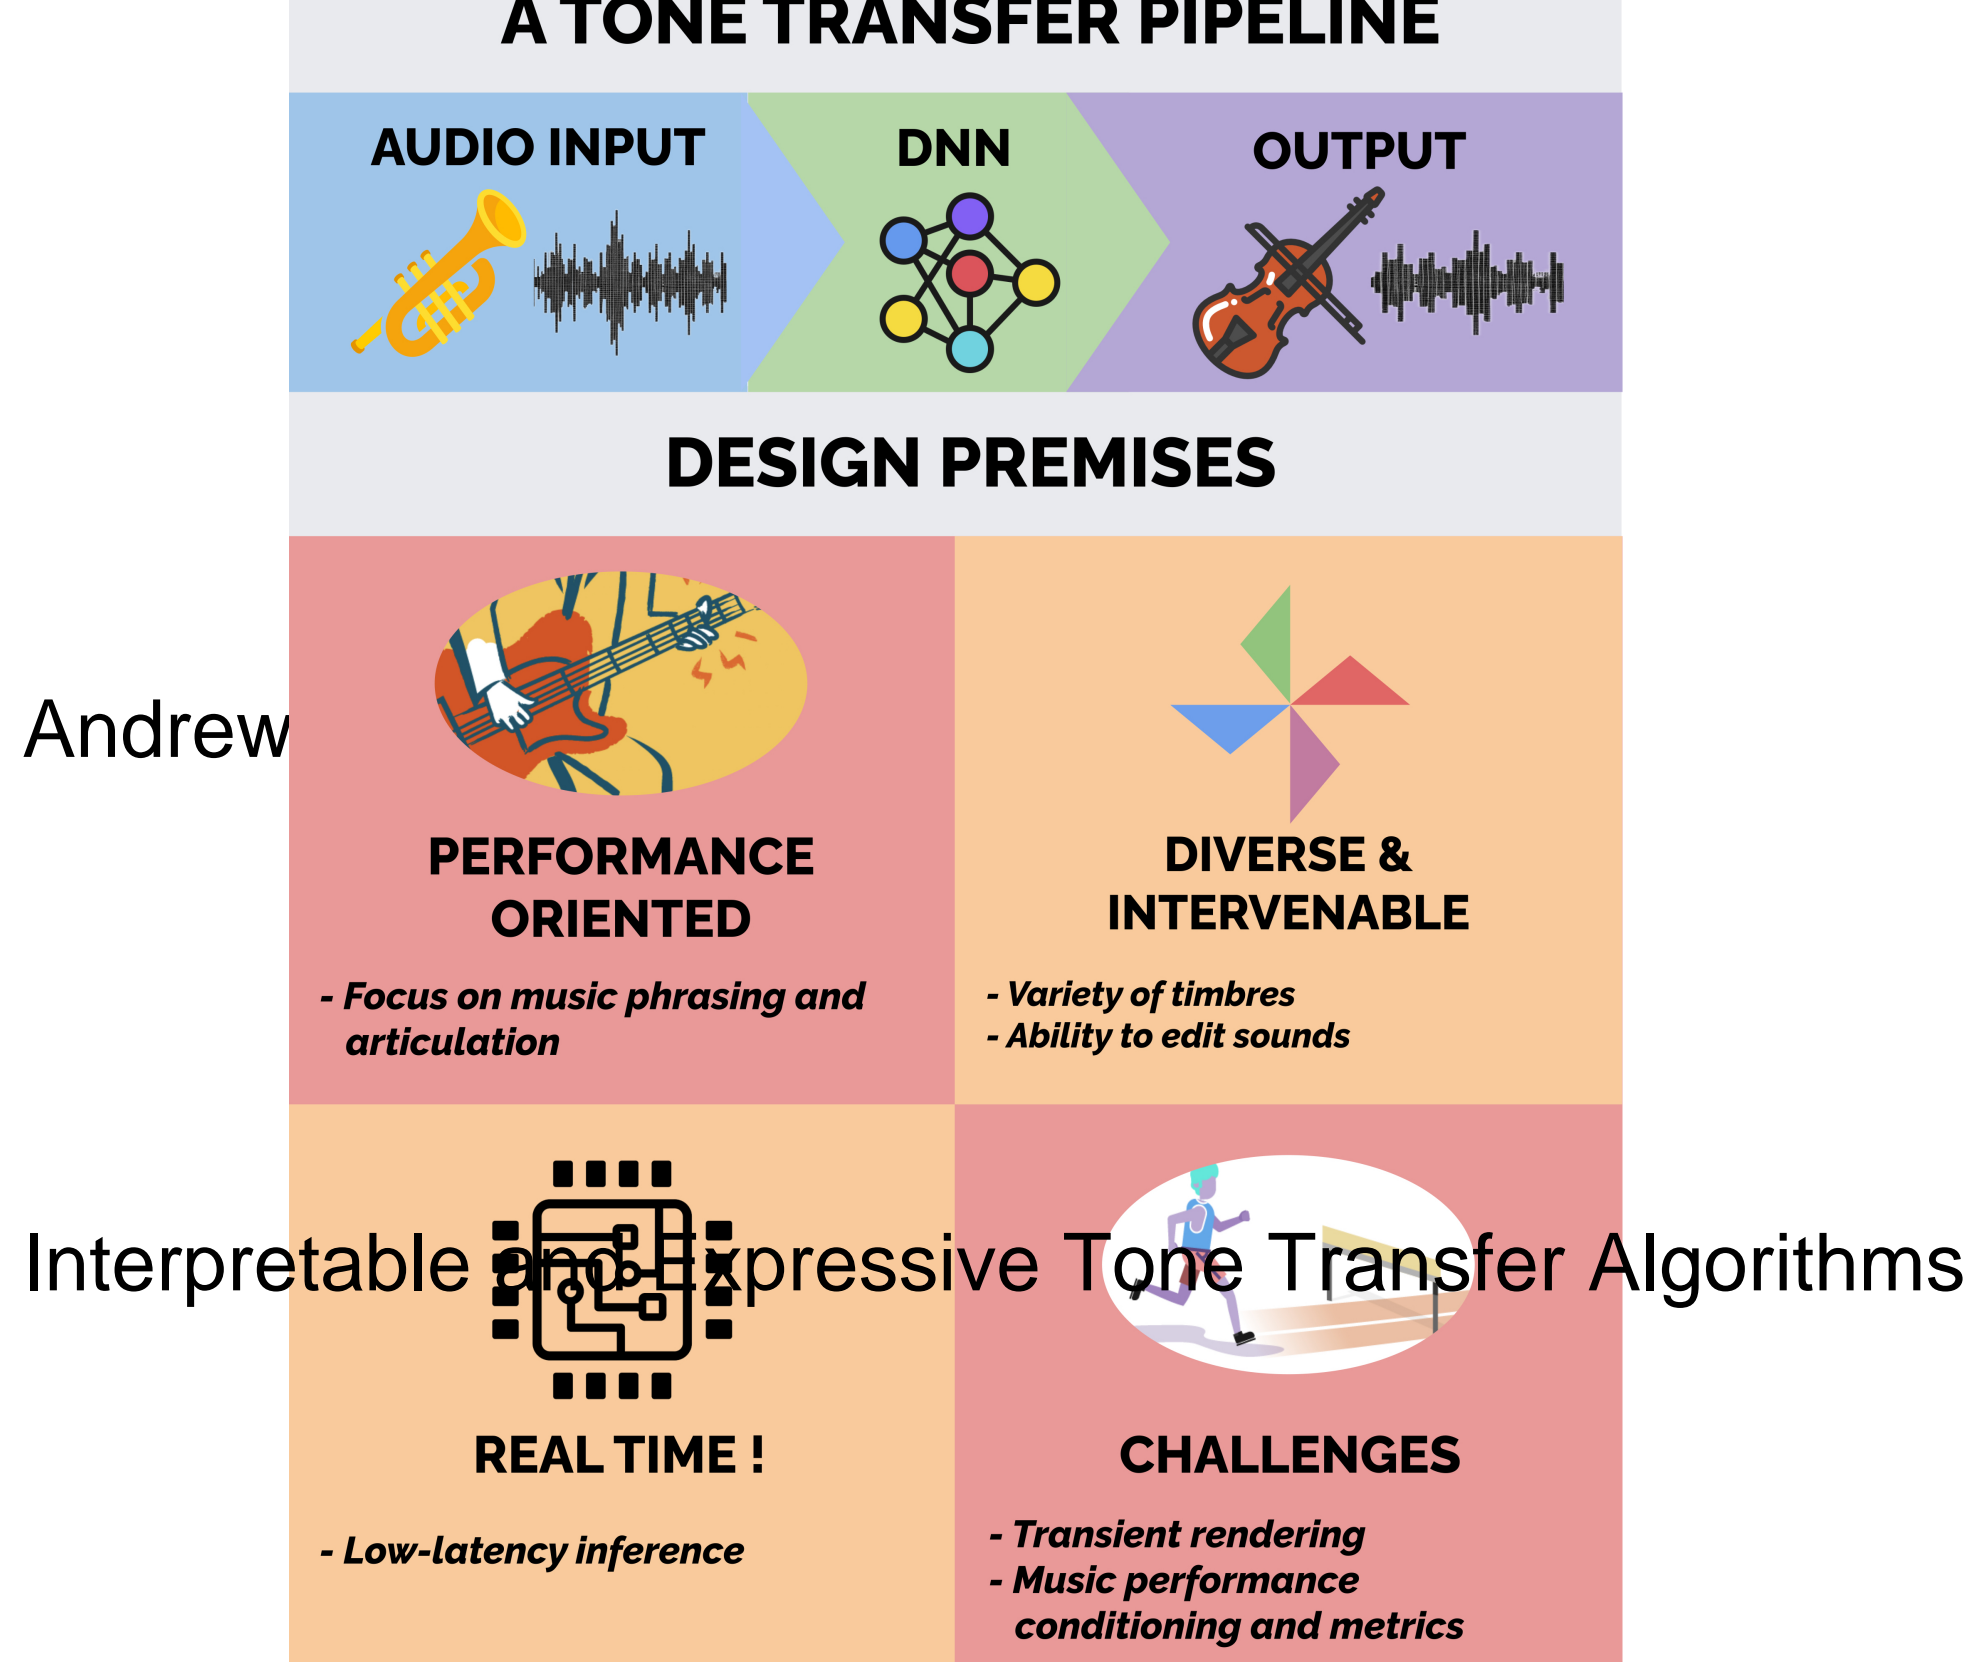 A TONE TRANSFER PIPELINE
AUDIO INPUT
DNN
OUTPUT
DESIGN PREMISES
Andrew
PERFORMANCE
ORIENTED
- Focus on music phrasing and
articulation
DIVERSE &
INTERVENABLE
- Variety of timbres
- Ability to edit sounds
Interpretable and Expressive Tone Transfer Algorithms
REAL TIME !
- Low-latency inference
CHALLENGES
- Transient rendering
- Music performance
conditioning and metrics